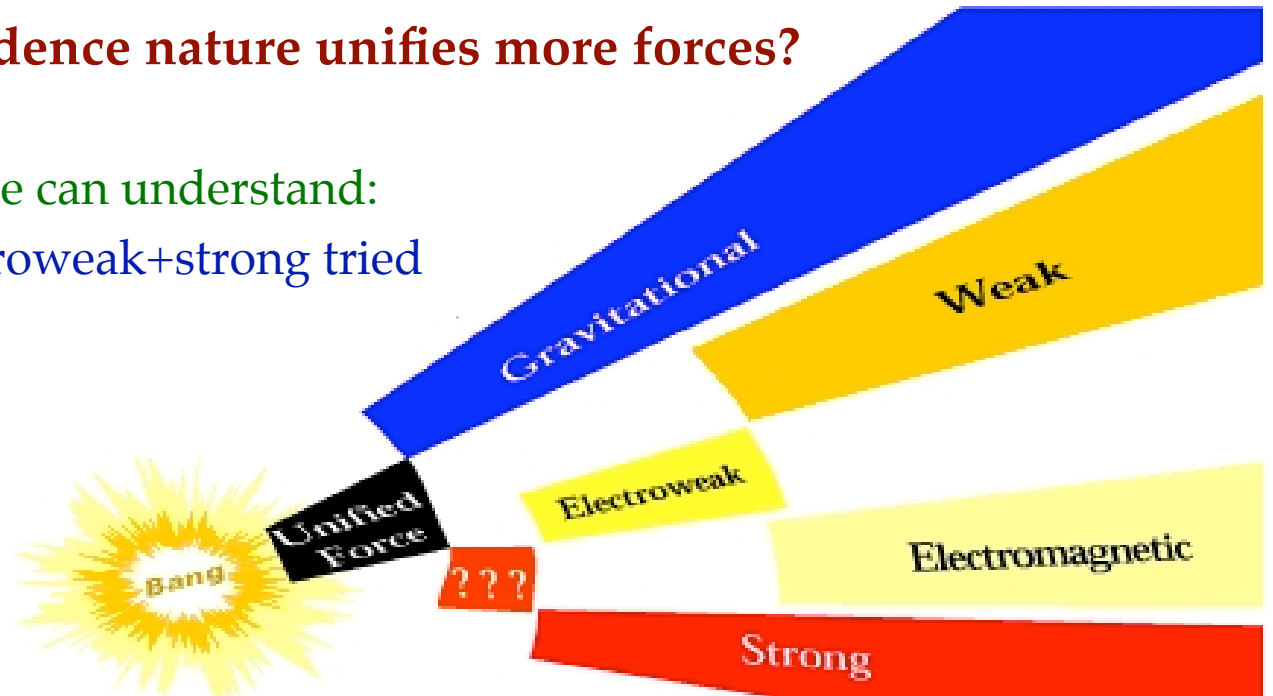 dence nature unifies more forces?
e can understand:
roweak+strong tried
Gravitational
Weak
Electroweak
Unified
Force
Electromagnetic
Bang
? ? ?
Strong